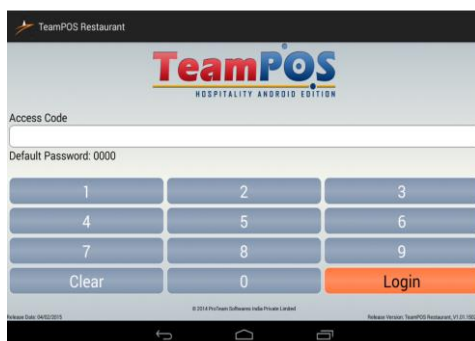 TeamPOS Restaurant
TeamPOS
HOSPITALITY ANDROID EDITION
Access Code
Default Password: 0000
1 2 3
4 5 6
7 8 9
Clear 0 Login
© 2014 ProTeam Softwares India Private Limited
Release Date: 04/02/2015 Release Version: TeamPOS Restaurant,